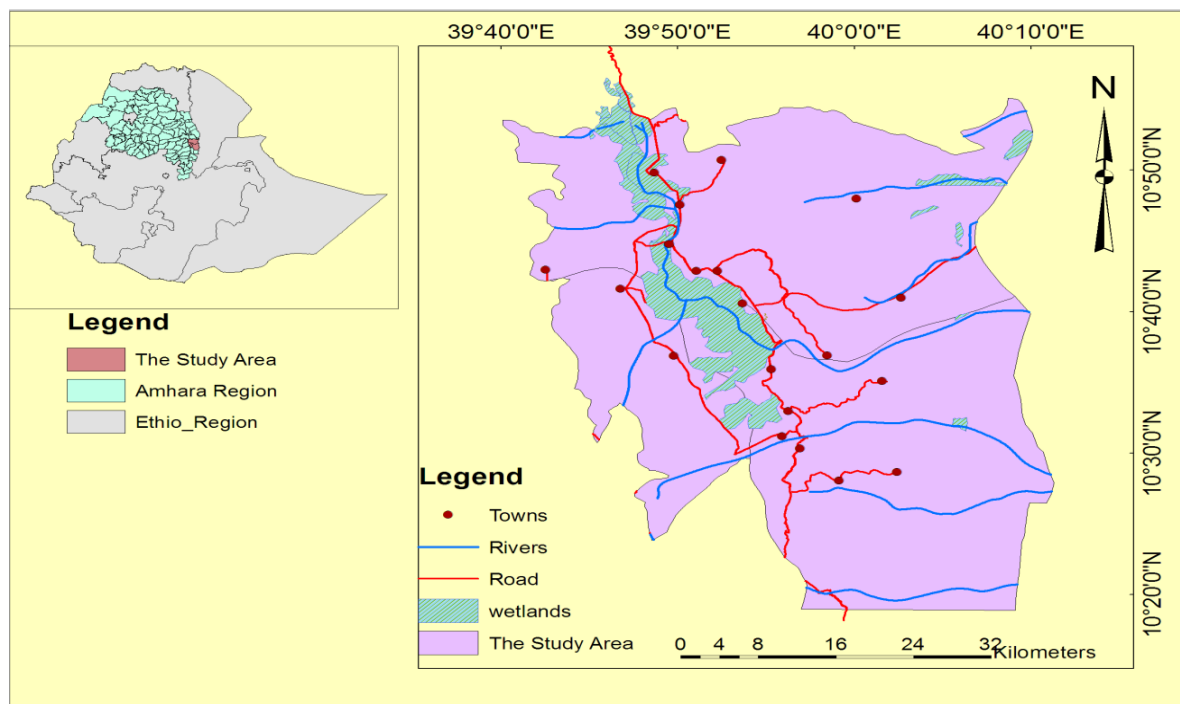 39°40'0"E 39°50'0"E 40°0'0"E 40°10'0"E
N
10°50'0"N
10°40'0"N
10°30'0"N
10°20'0"N
Legend
The Study Area
Amhara Region
Ethio_Region
Legend
Towns
Rivers
Road
wetlands
The Study Area
0 4 8 16 24 32
Kilometers